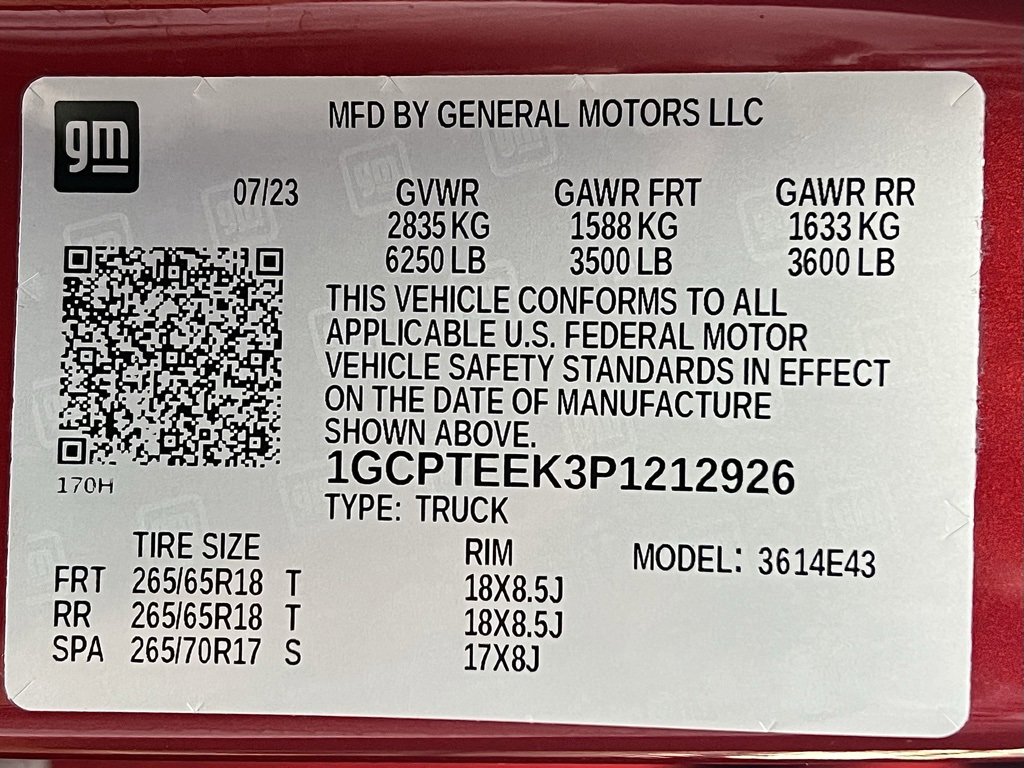 gm
MFD BY GENERAL MOTORS LLC
07/23 GVWR GAWR FRT GAWR RR
2835 KG 1588 KG 1633 KG
6250 LB 3500 LB 3600 LB
THIS VEHICLE CONFORMS TO ALL
APPLICABLE U.S. FEDERAL MOTOR
VEHICLE SAFETY STANDARDS IN EFFECT
ON THE DATE OF MANUFACTURE
SHOWN ABOVE.
1GCPTEEK3P1212926
170H
TYPE: TRUCK
TIRE SIZE RIM MODEL: 3614E43
FRT 265/65R18 T 18X8.5J
RR 265/65R18 T 18X8.5J
SPA 265/70R17 S 17X8J